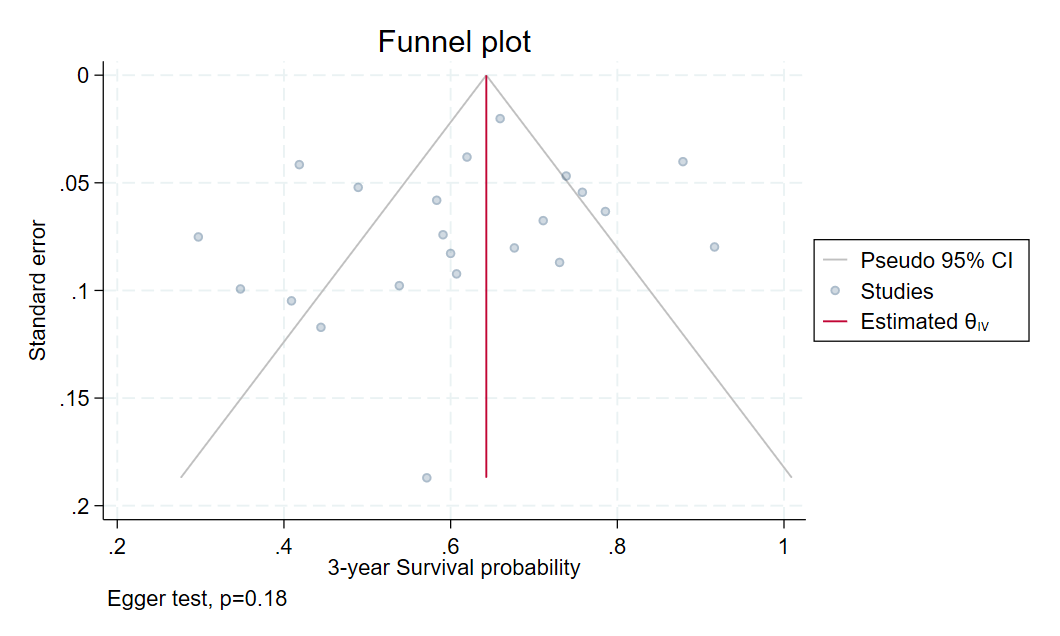 Funnel plot
Standard error
0
.05
.1
.15
.2
.2 .4 .6 .8 1
3-year Survival probability
Egger test, p=0.18
Pseudo 95% CI
Studies
Estimated θIV